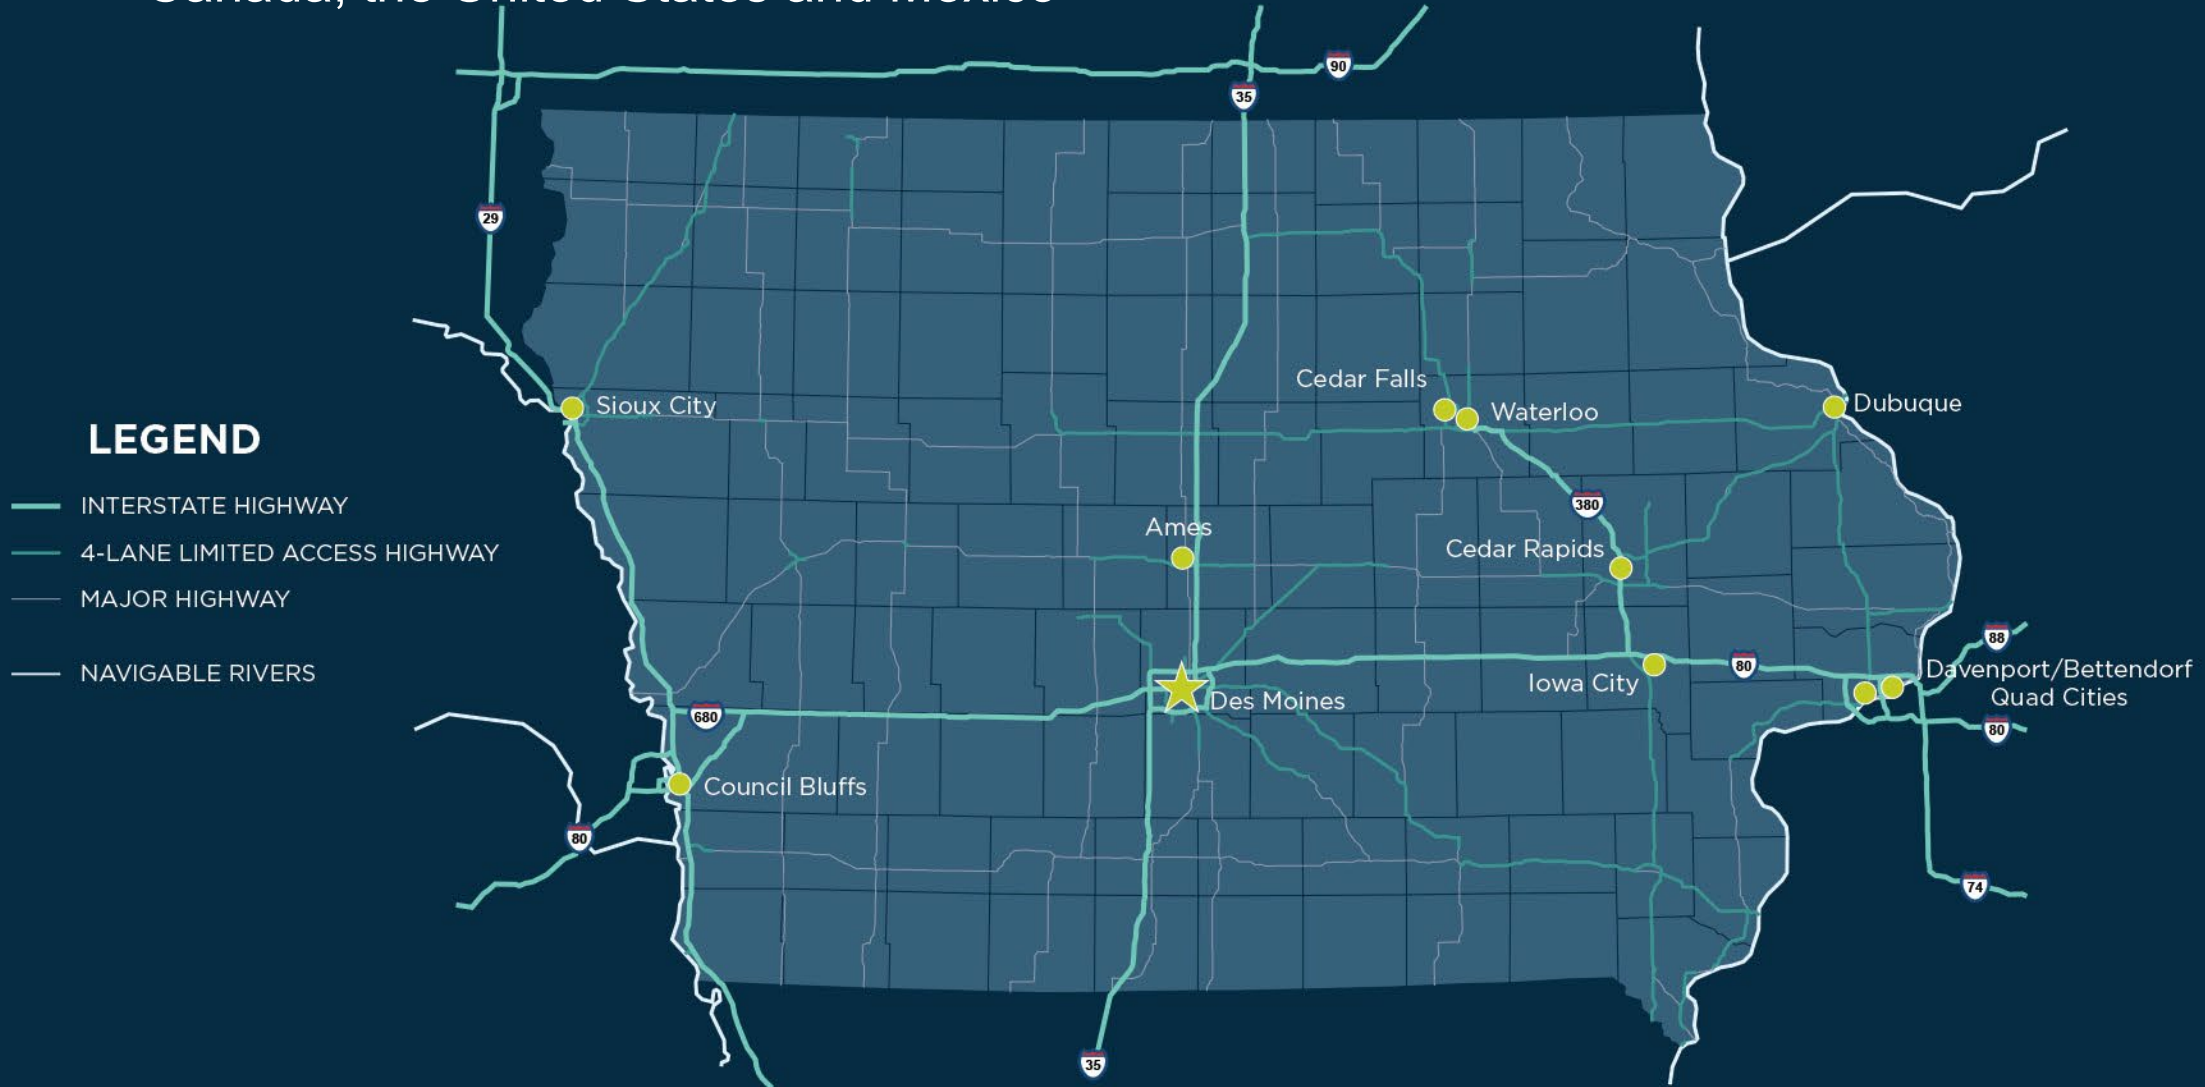 Canada, the United States and Mexico
90
35
29
Cedar Falls
Sioux City
Waterloo
Dubuque
LEGEND
INTERSTATE HIGHWAY
4-LANE LIMITED ACCESS HIGHWAY
MAJOR HIGHWAY
NAVIGABLE RIVERS
380
Ames
Cedar Rapids
88
80
Davenport/Bettendorf
Quad Cities
Iowa City
Des Moines
680
80
Council Bluffs
80
74
35